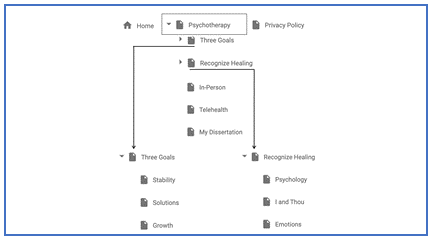 Home Psychotherapy Privacy Policy
Three Goals
Recognize Healing
In-Person
Telehealth
My Dissertation
Three Goals Recognize Healing
Stability Psychology
Solutions I and Thou
Growth Emotions